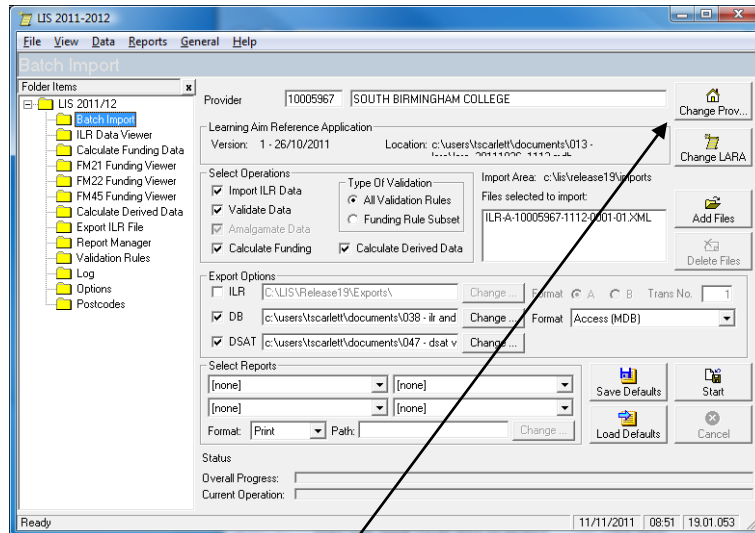 LIS 2011-2012
File View Data Reports General Help
Batch Import
Folder Items x
LIS 2011/12
Batch Import
ILR Data Viewer
Calculate Funding Data
FM21 Funding Viewer
FM22 Funding Viewer
FM45 Funding Viewer
Calculate Derived Data
Export ILR File
Report Manager
Validation Rules
Log
Options
Postcodes
Provider 10005967 SOUTH BIRMINGHAM COLLEGE
Change Prov...
Learning Aim Reference Application
Version: 1 - 26/10/2011 Location: c:\users\tscarlett\documents\013 -
Change LARA
Select Operations
Import ILR Data
Validate Data
Amalgamate Data
Calculate Funding
Type Of Validation
All Validation Rules
Funding Rule Subset
Calculate Derived Data
Import Area: c:\lis\release19\imports
Files selected to import:
ILR-A-10005967-1112-0001-01.XML
Add Files
Delete Files
Export Options
ILR C:\LIS\Release19\Exports\ Change ... Format A B Trans No. 1
DB c:\users\tscarlett\documents\038 - ilr and Change ... Format Access (MDB)
DSAT c:\users\tscarlett\documents\047 - dsat v Change ...
Select Reports
[none] [none]
[none] [none]
Format: Print Path: Change ...
Save Defaults Start
Load Defaults Cancel
Status
Overall Progress:
Current Operation:
Ready 11/11/2011 08:51 19.01.053